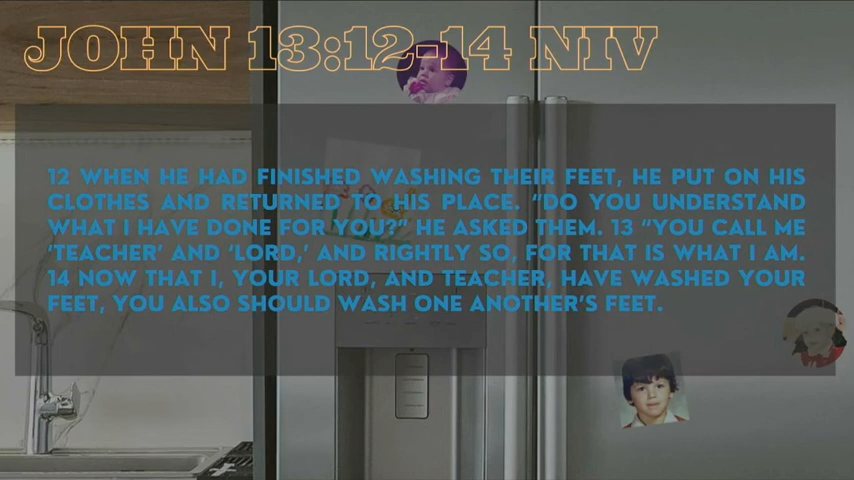 JOHN 13:12-14 NIV
12 WHEN HE HAD FINISHED WASHING THEIR FEET, HE PUT ON HIS
CLOTHES AND RETURNED TO HIS PLACE. “DO YOU UNDERSTAND
WHAT I HAVE DONE FOR YOU?” HE ASKED THEM. 13 “YOU CALL ME
‘TEACHER’ AND ‘LORD,’ AND RIGHTLY SO, FOR THAT IS WHAT I AM.
14 NOW THAT I, YOUR LORD, AND TEACHER, HAVE WASHED YOUR
FEET, YOU ALSO SHOULD WASH ONE ANOTHER’S FEET.